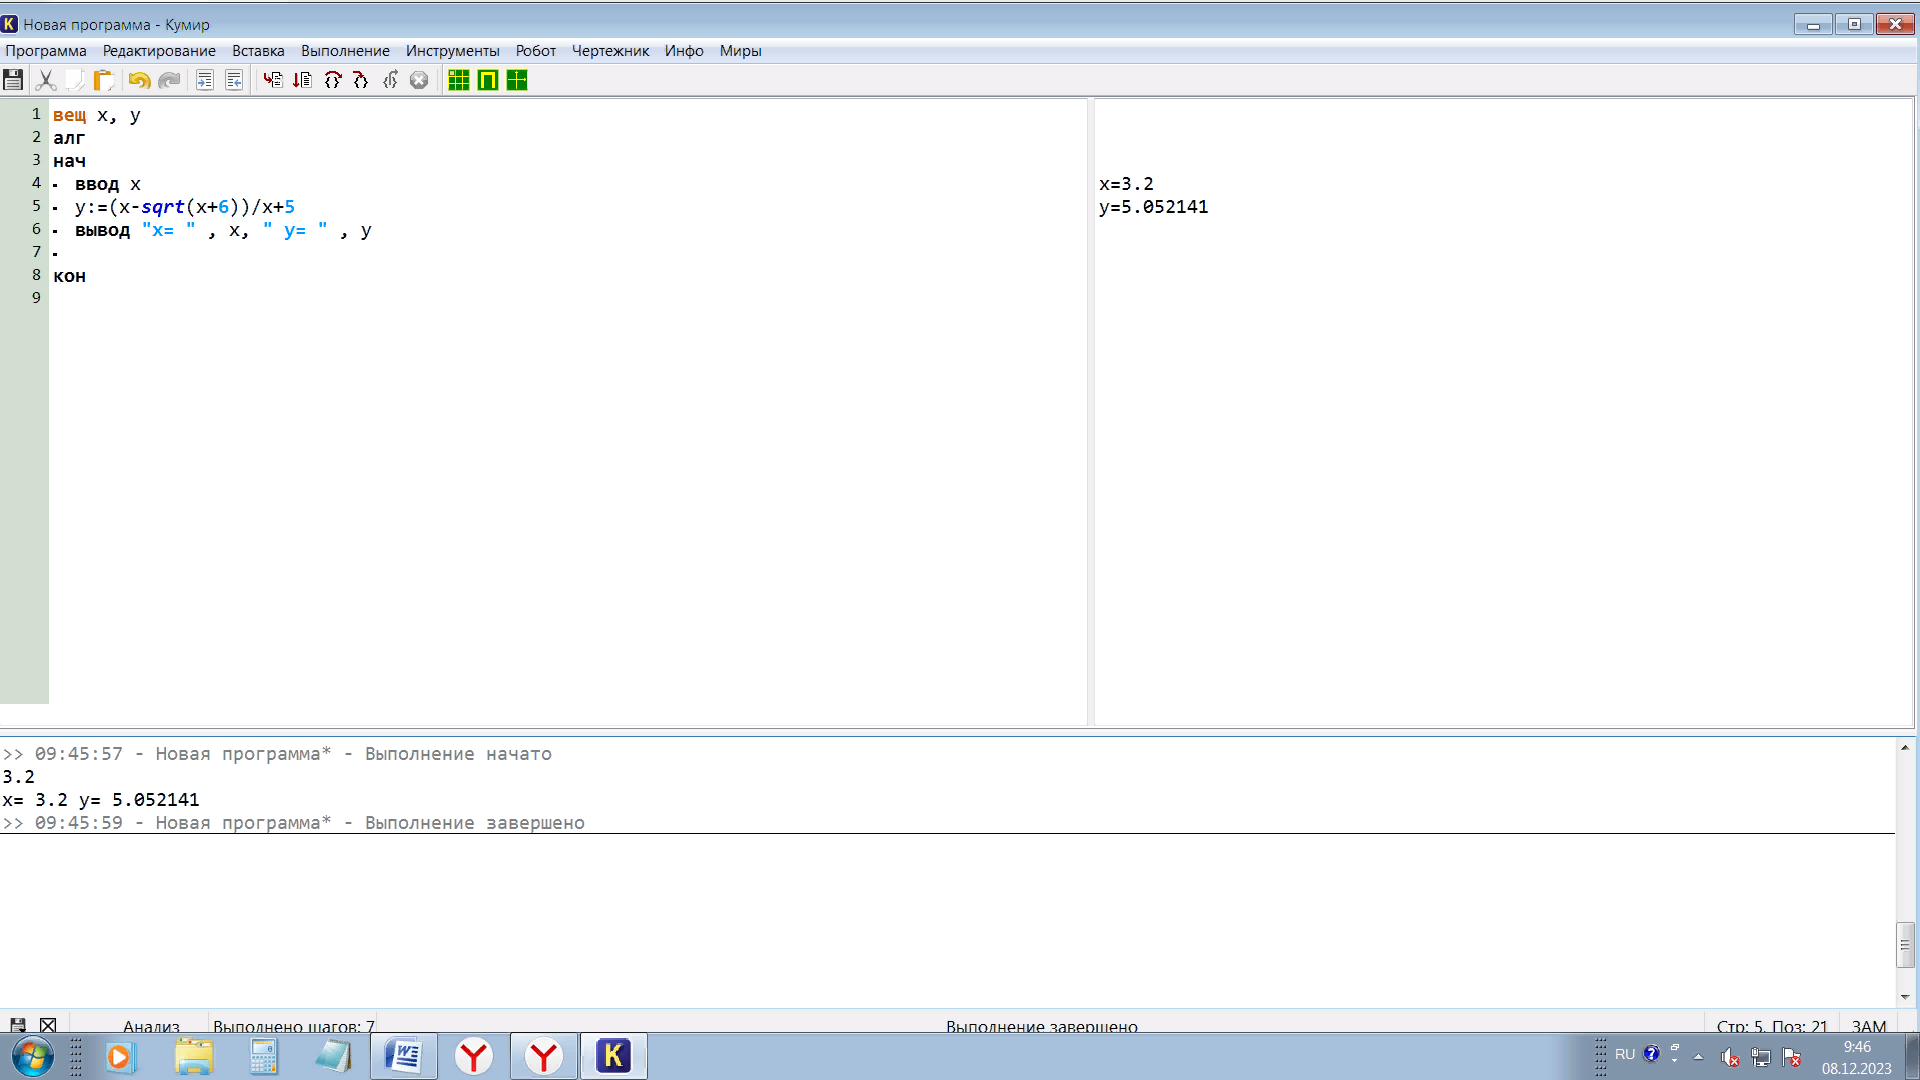 Новая программа - Кумир
Программа Редактирование Вставка Выполнение Инструменты Робот Чертежник Инфо Миры
1 вещ x, y
2 алг
3 нач
4 ввод x
5 y:=(x-sqrt(x+6))/x+5
6 вывод "x= " , x, " y= " , y
7
8 кон
9
x=3.2
y=5.052141
>> 09:45:57 - Новая программа* - Выполнение начато
3.2
x= 3.2 y= 5.052141
>> 09:45:59 - Новая программа* - Выполнение завершено
Анализ Выполнено шагов: 7 Выполнение завершено Стр: 5, Поз: 21 ЗАМ
RU 9:46
08.12.2023